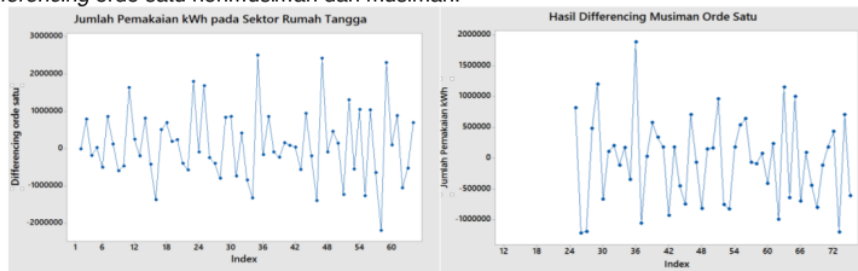 erencing orde satu nonmusiman dan musiman.
Jumlah Pemakaian kWh pada Sektor Rumah Tangga
Differencing orde satu
3000000
2000000
1000000
0
-1000000
-2000000
1 6 12 18 24 30 36 42 48 54 60
Index
Hasil Differencing Musiman Orde Satu
Jumlah Pemakaian kWh
2000000
1500000
1000000
500000
0
-500000
-1000000
12 18 24 30 36 42 48 54 60 66 72
Index